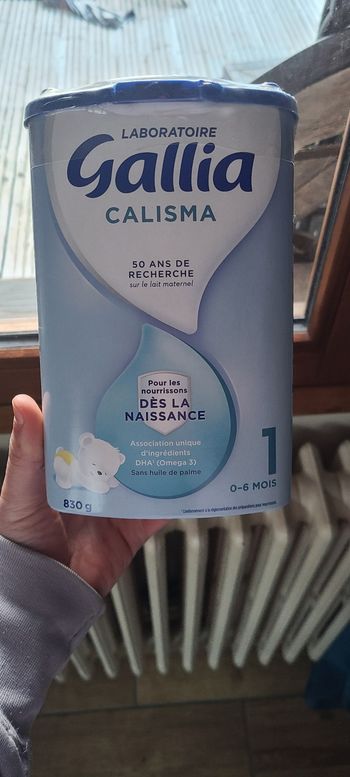 LABORATOIRE
Gallia
CALISMA
50 ANS DE
RECHERCHE
sur le lait maternel
Pour les
nourrissons
DÈS LA
NAISSANCE
Association unique
d'ingrédients
DHA¹ (Omega 3)
Sans huile de palme
1
0-6 MOIS
830 g